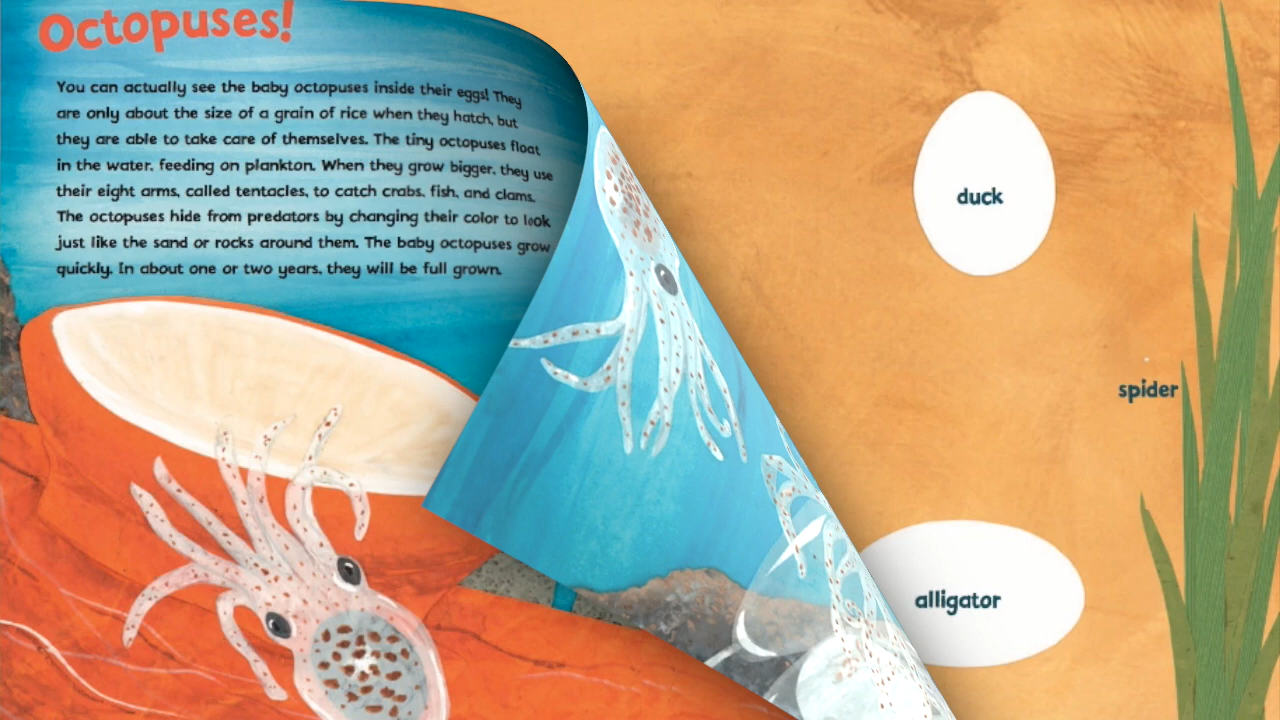 Octopuses!
You can actually see the baby octopuses inside their eggs! They
are only about the size of a grain of rice when they hatch, but
they are able to take care of themselves. The tiny octopuses float
in the water, feeding on plankton. When they grow bigger, they use
their eight arms, called tentacles, to catch crabs, fish, and clams.
The octopuses hide from predators by changing their color to look
just like the sand or rocks around them. The baby octopuses grow
quickly. In about one or two years, they will be full grown.
duck
spider
alligator